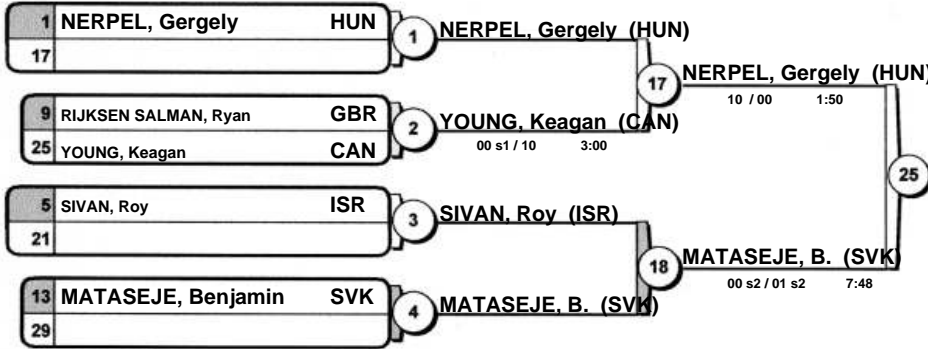 1 NERPEL, Gergely HUN
17
1
NERPEL, Gergely (HUN)
9 RIJKSEN SALMAN, Ryan GBR
25 YOUNG, Keagan CAN
2
YOUNG, Keagan (CAN)
00 s1 / 10 3:00
17
NERPEL, Gergely (HUN)
10 / 00 1:50
5 SIVAN, Roy ISR
21
3
SIVAN, Roy (ISR)
13 MATASEJE, Benjamin SVK
29
4
MATASEJE, B. (SVK)
18
MATASEJE, B. (SVK)
00 s2 / 01 s2 7:48
25